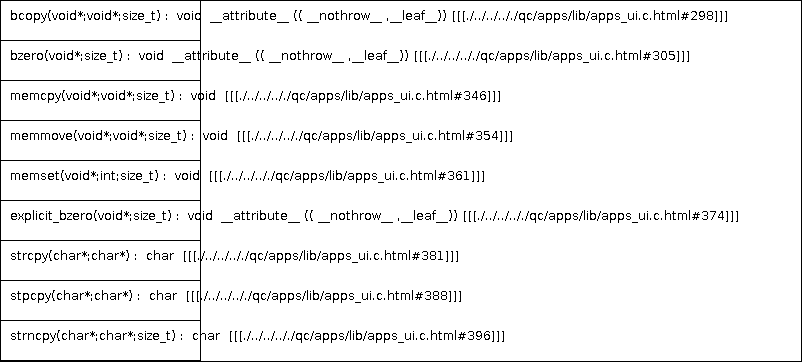 bcopy(void*;void*;size_t) : void __attribute__ (( __nothrow__ ,__leaf__)) [[[./../../././qc/apps/lib/apps_ui.c.html#298]]]
bzero(void*;size_t) : void __attribute__ (( __nothrow__ ,__leaf__)) [[[./../../././qc/apps/lib/apps_ui.c.html#305]]]
memcpy(void*;void*;size_t) : void [[[./../../././qc/apps/lib/apps_ui.c.html#346]]]
memmove(void*;void*;size_t) : void [[[./../../././qc/apps/lib/apps_ui.c.html#354]]]
memset(void*;int;size_t) : void [[[./../../././qc/apps/lib/apps_ui.c.html#361]]]
explicit_bzero(void*;size_t) : void __attribute__ (( __nothrow__ ,__leaf__)) [[[./../../././qc/apps/lib/apps_ui.c.html#374]]]
strcpy(char*;char*) : char [[[./../../././qc/apps/lib/apps_ui.c.html#381]]]
stpcpy(char*;char*) : char [[[./../../././qc/apps/lib/apps_ui.c.html#388]]]
strncpy(char*;char*;size_t) : char [[[./../../././qc/apps/lib/apps_ui.c.html#396]]]